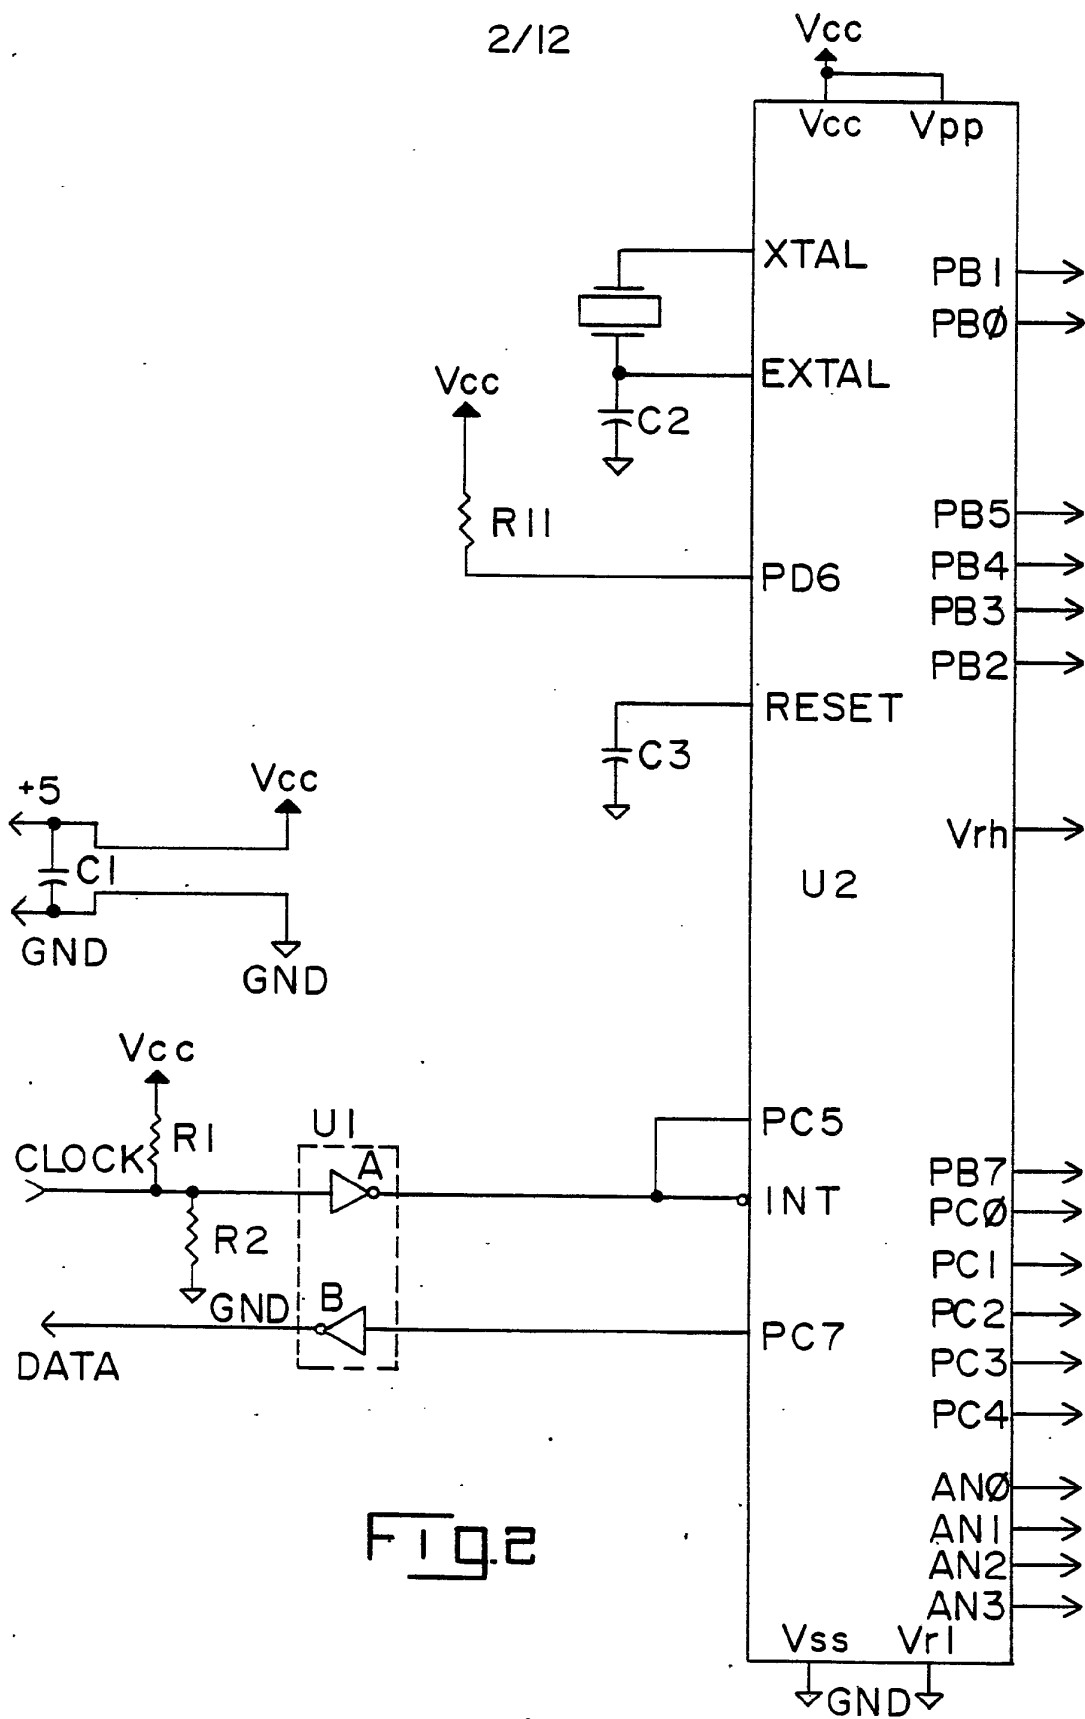 2/12
Vcc
Vcc
Vpp
XTAL
PB1
PBØ
EXTAL
Vcc
C2
R11
PB5
PD6
PB4
PB3
PB2
RESET
C3
+5
Vcc
Vrh
C1
U2
GND
GND
Vcc
PC5
R1
U1
CLOCK
A
PB7
INT
PCØ
R2
PC1
GND
B
PC2
PC7
DATA
PC3
PC4
ANØ
AN1
Fig.2
AN2
AN3
Vss
Vrl
GND